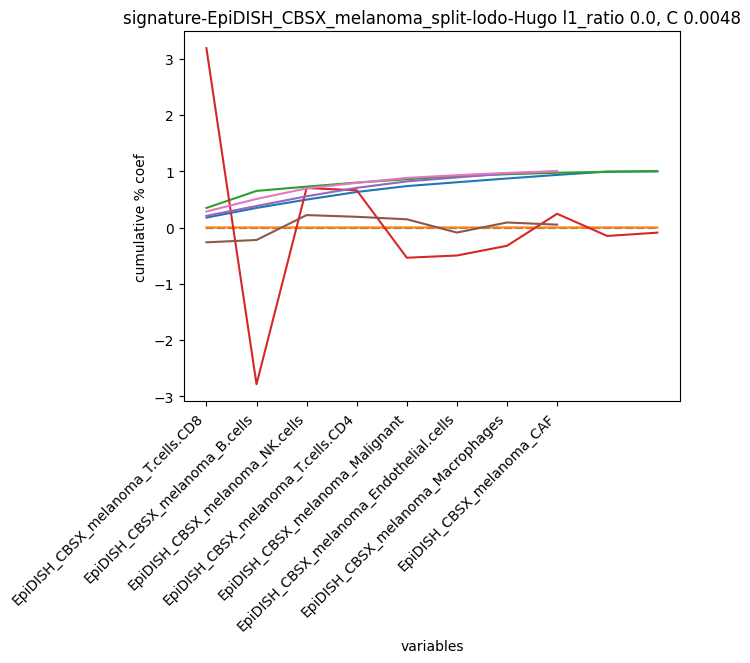 signature-EpiDISH_CBSX_melanoma_split-lodo-Hugo l1_ratio 0.0, C 0.0048
cumulative % coef
3
2
1
0
−1
−2
−3
EpiDISH_CBSX_melanoma_T.cells.CD8
EpiDISH_CBSX_melanoma_B.cells
EpiDISH_CBSX_melanoma_NK.cells
EpiDISH_CBSX_melanoma_T.cells.CD4
EpiDISH_CBSX_melanoma_Malignant
EpiDISH_CBSX_melanoma_Endothelial.cells
EpiDISH_CBSX_melanoma_Macrophages
EpiDISH_CBSX_melanoma_CAF
variables